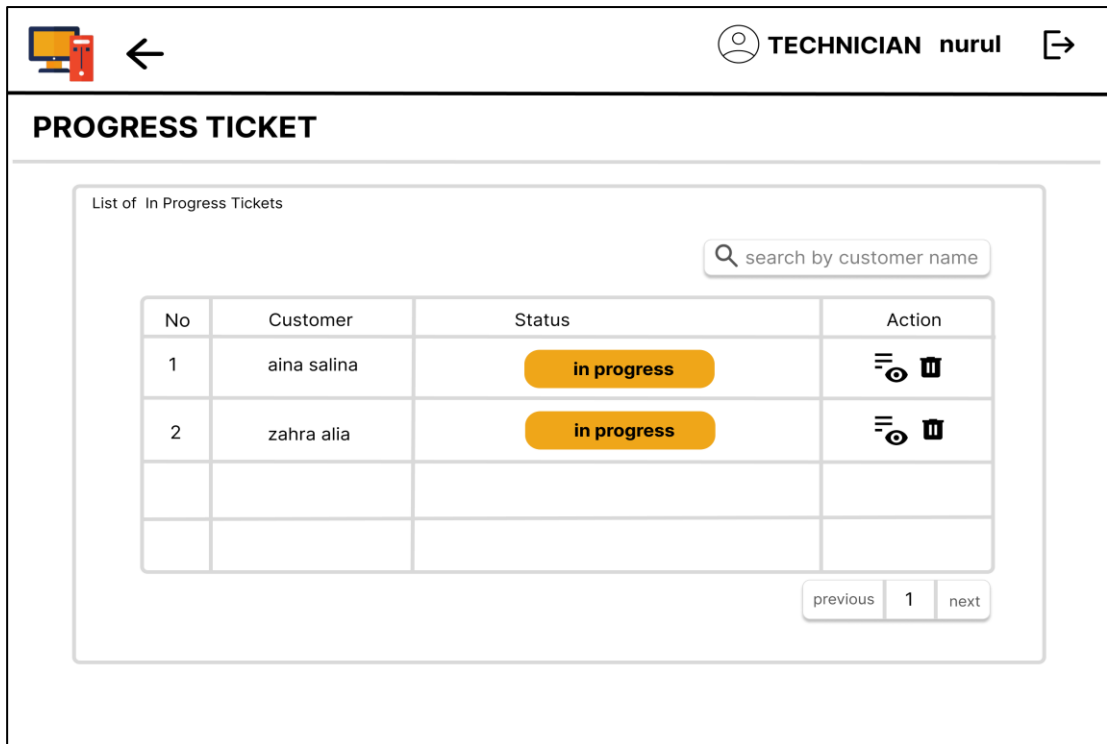 TECHNICIAN nurul
PROGRESS TICKET
List of In Progress Tickets
search by customer name
No Customer Status Action
1 aina salina in progress
2 zahra alia in progress
previous 1 next